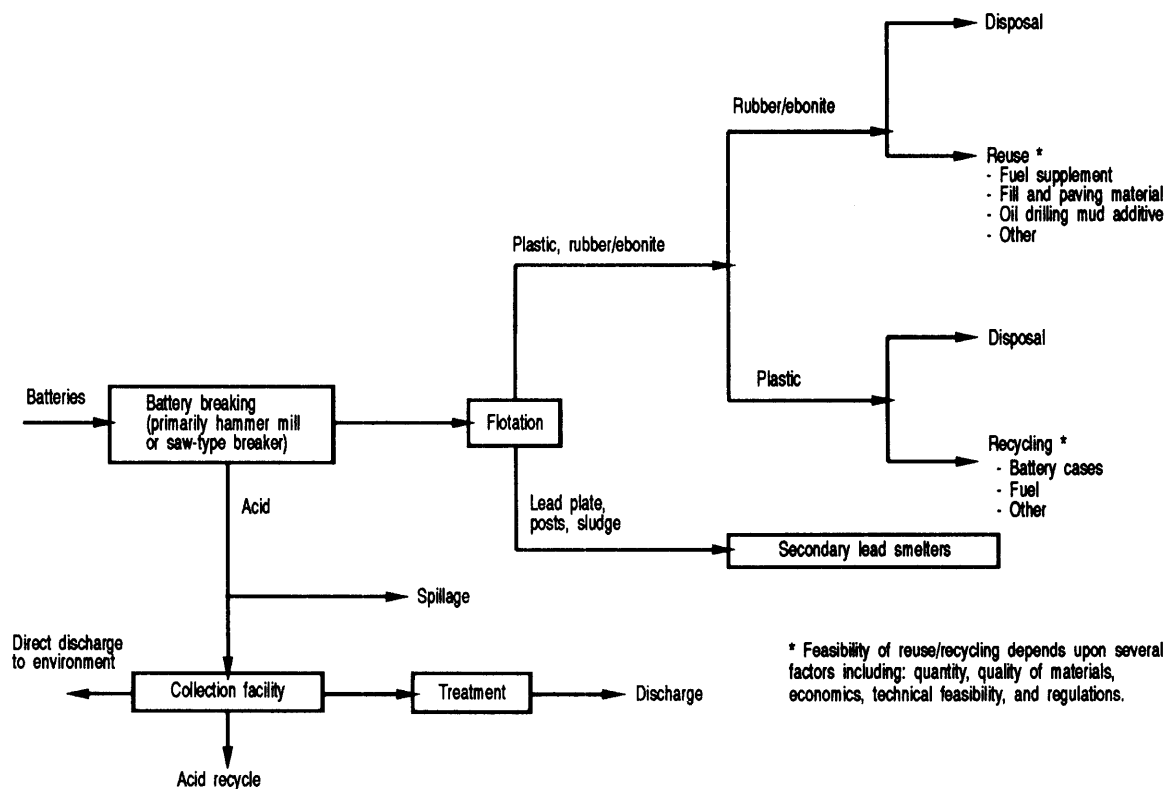 Disposal
Rubber/ebonite
Reuse *
- Fuel supplement
- Fill and paving material
- Oil drilling mud additive
- Other
Plastic, rubber/ebonite
Disposal
Plastic
Batteries
Battery breaking
(primarily hammer mill
or saw-type breaker)
Flotation
Recycling *
- Battery cases
- Fuel
- Other
Acid
Lead plate,
posts, sludge
Secondary lead smelters
Spillage
Direct discharge
to environment
Collection facility
Treatment
Discharge
* Feasibility of reuse/recycling depends upon several
factors including: quantity, quality of materials,
economics, technical feasibility, and regulations.
Acid recycle